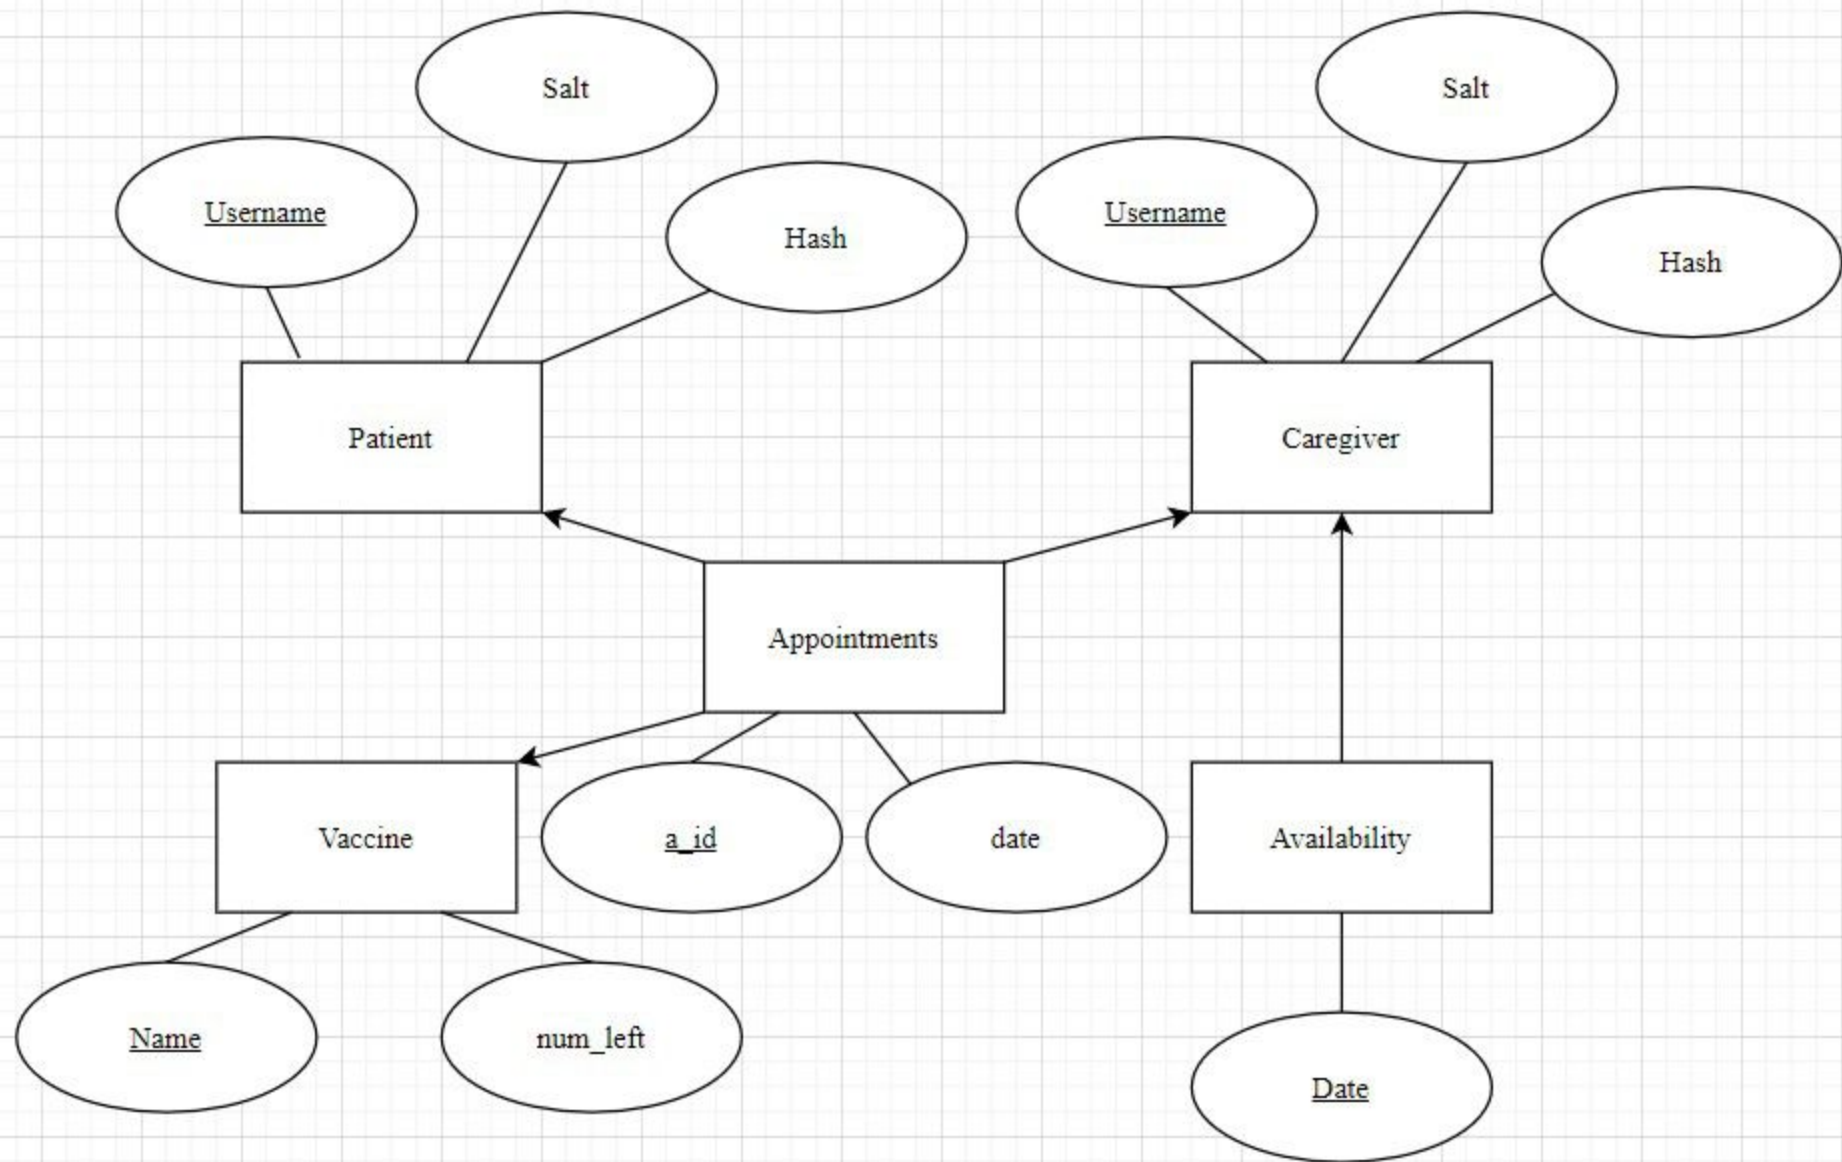 Salt
Salt
Username
Username
Hash
Hash
Patient
Caregiver
Appointments
Vaccine
a_id
date
Availability
Name
num_left
Date